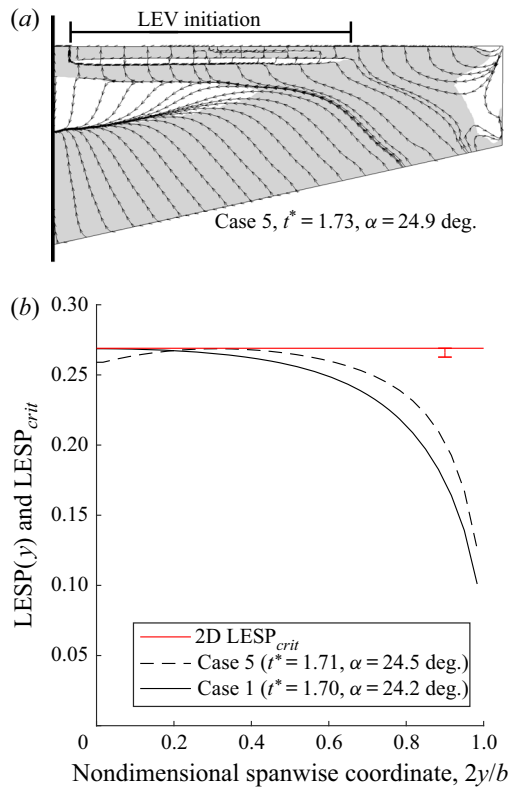 (a)
LEV initiation
Case 5, t* = 1.73, α = 24.9 deg.
(b)
0.30
0.25
0.20
0.15
0.10
0.05
LESP(y) and LESP_crit
2D LESP_crit
Case 5 (t* = 1.71, α = 24.5 deg.)
Case 1 (t* = 1.70, α = 24.2 deg.)
0 0.2 0.4 0.6 0.8 1.0
Nondimensional spanwise coordinate, 2y/b